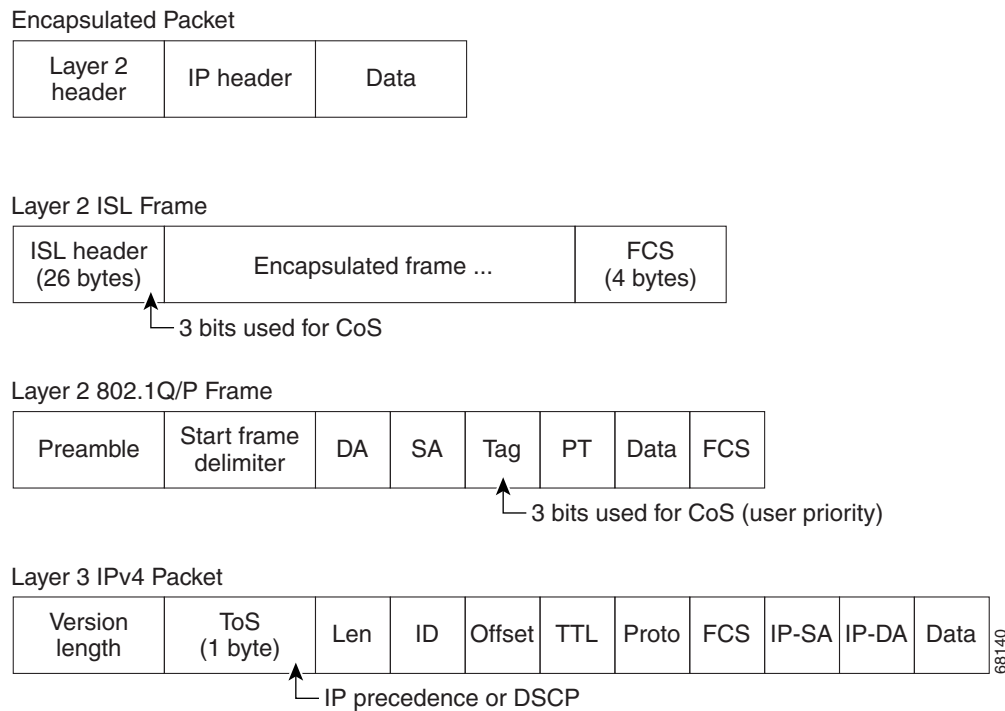 Encapsulated Packet
Layer 2
header
IP header
Data
Layer 2 ISL Frame
ISL header
(26 bytes)
Encapsulated frame ...
FCS
(4 bytes)
3 bits used for CoS
Layer 2 802.1Q/P Frame
Preamble
Start frame
delimiter
DA
SA
Tag
PT
Data
FCS
3 bits used for CoS (user priority)
Layer 3 IPv4 Packet
Version
length
ToS
(1 byte)
Len
ID
Offset
TTL
Proto
FCS
IP-SA
IP-DA
Data
IP precedence or DSCP
68140